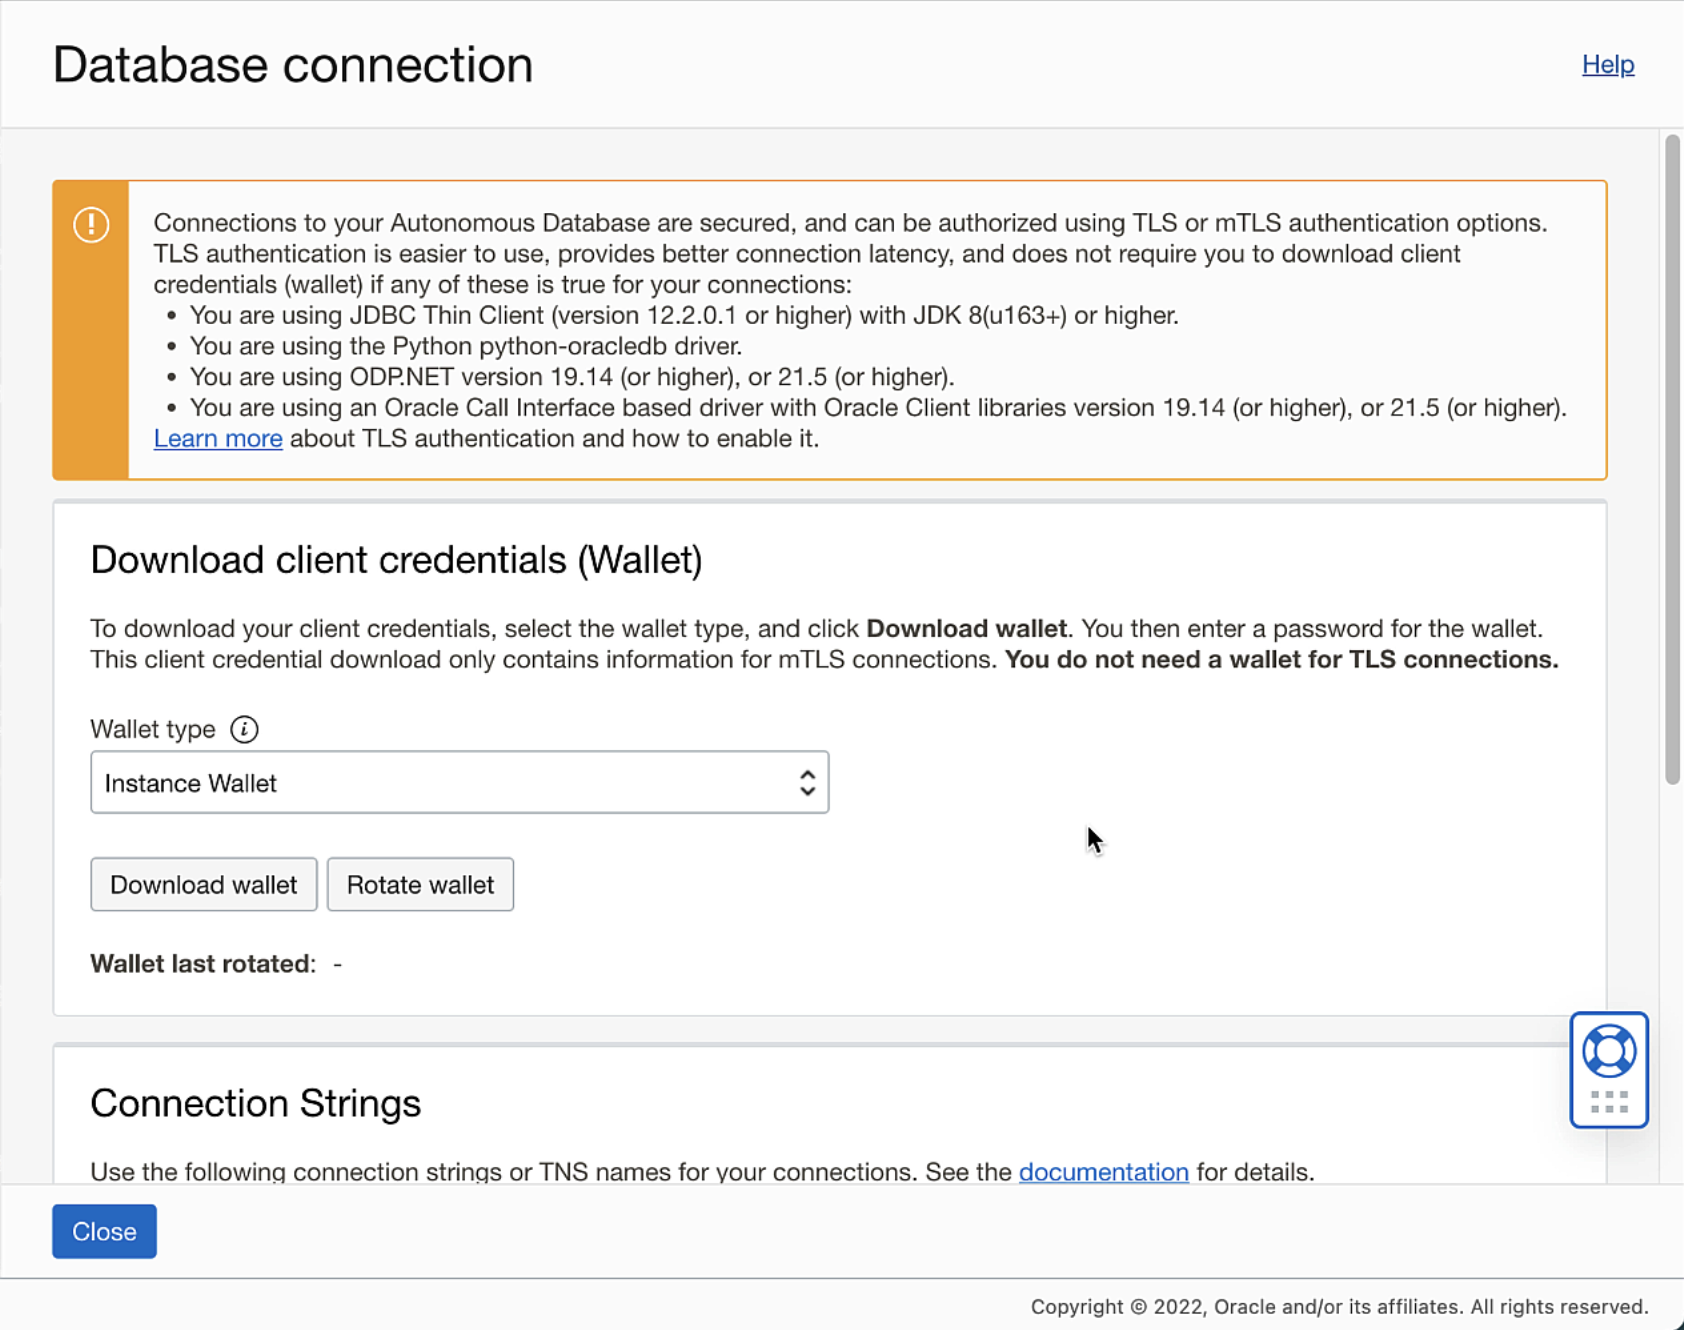 Database connection
Help
Connections to your Autonomous Database are secured, and can be authorized using TLS or mTLS authentication options.
TLS authentication is easier to use, provides better connection latency, and does not require you to download client
credentials (wallet) if any of these is true for your connections:
• You are using JDBC Thin Client (version 12.2.0.1 or higher) with JDK 8(u163+) or higher.
• You are using the Python python-oracledb driver.
• You are using ODP.NET version 19.14 (or higher), or 21.5 (or higher).
• You are using an Oracle Call Interface based driver with Oracle Client libraries version 19.14 (or higher), or 21.5 (or higher).
Learn more about TLS authentication and how to enable it.
Download client credentials (Wallet)
To download your client credentials, select the wallet type, and click Download wallet. You then enter a password for the wallet.
This client credential download only contains information for mTLS connections. You do not need a wallet for TLS connections.
Wallet type
Instance Wallet
Download wallet
Rotate wallet
Wallet last rotated: -
Connection Strings
Use the following connection strings or TNS names for your connections. See the documentation for details.
Close
Copyright © 2022, Oracle and/or its affiliates. All rights reserved.